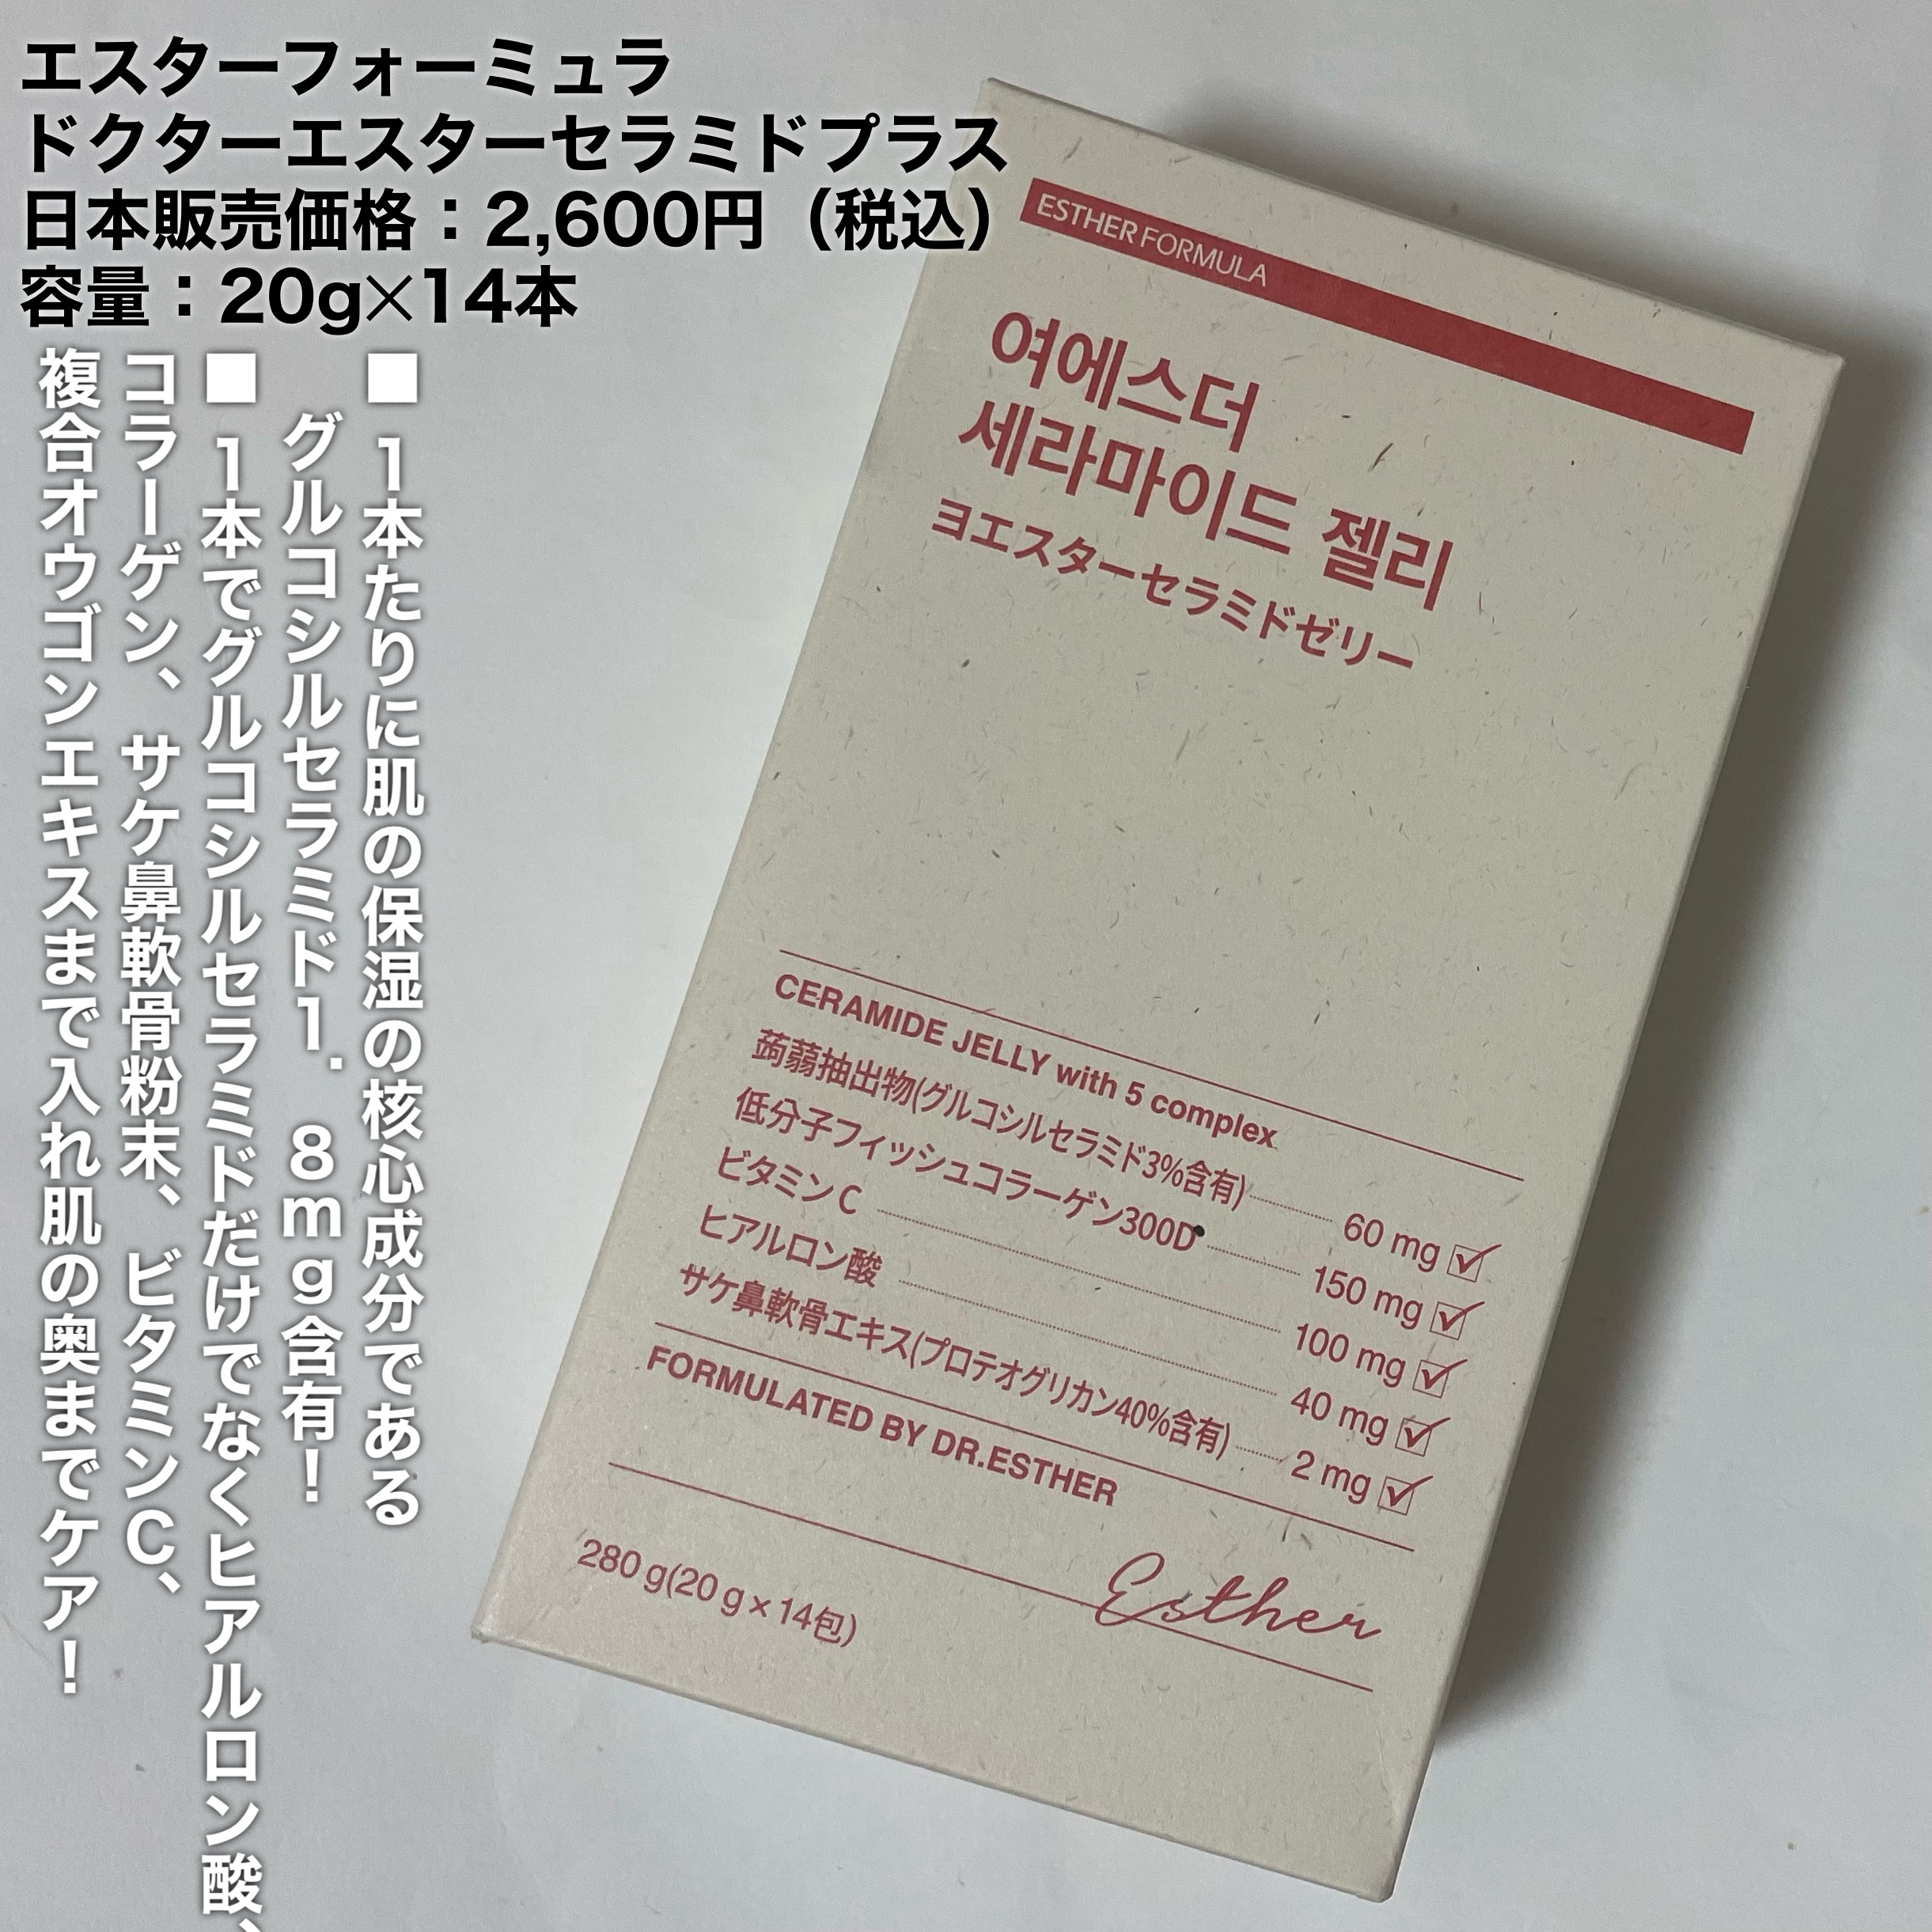 エスターフォーミュラ
ドクターエスターセラミドプラス
日本販売価格：2,600円（税込）
容量：20g×14本
■ 1本たりに肌の保湿の核心成分である
グルコシルセラミド1．8mg含有！
■ 1本でグルコシルセラミドだけでなくヒアルロン酸、
コラーゲン、サケ鼻軟骨粉末、ビタミンC、
複合オウゴンエキスまで入れ肌の奥までケア！
ESTHER FORMULA
여에스더
세라마이드 젤리
ヨエスターセラミドゼリー
CERAMIDE JELLY with 5 complex
蒟蒻抽出物(グルコシルセラミド3%含有) 60 mg
低分子フィッシュコラーゲン300D 150 mg
ビタミンC 100 mg
ヒアルロン酸 40 mg
サケ鼻軟骨エキス(プロテオグリカン40%含有) 2 mg
FORMULATED BY DR.ESTHER
Esther
280 g(20 g × 14包)